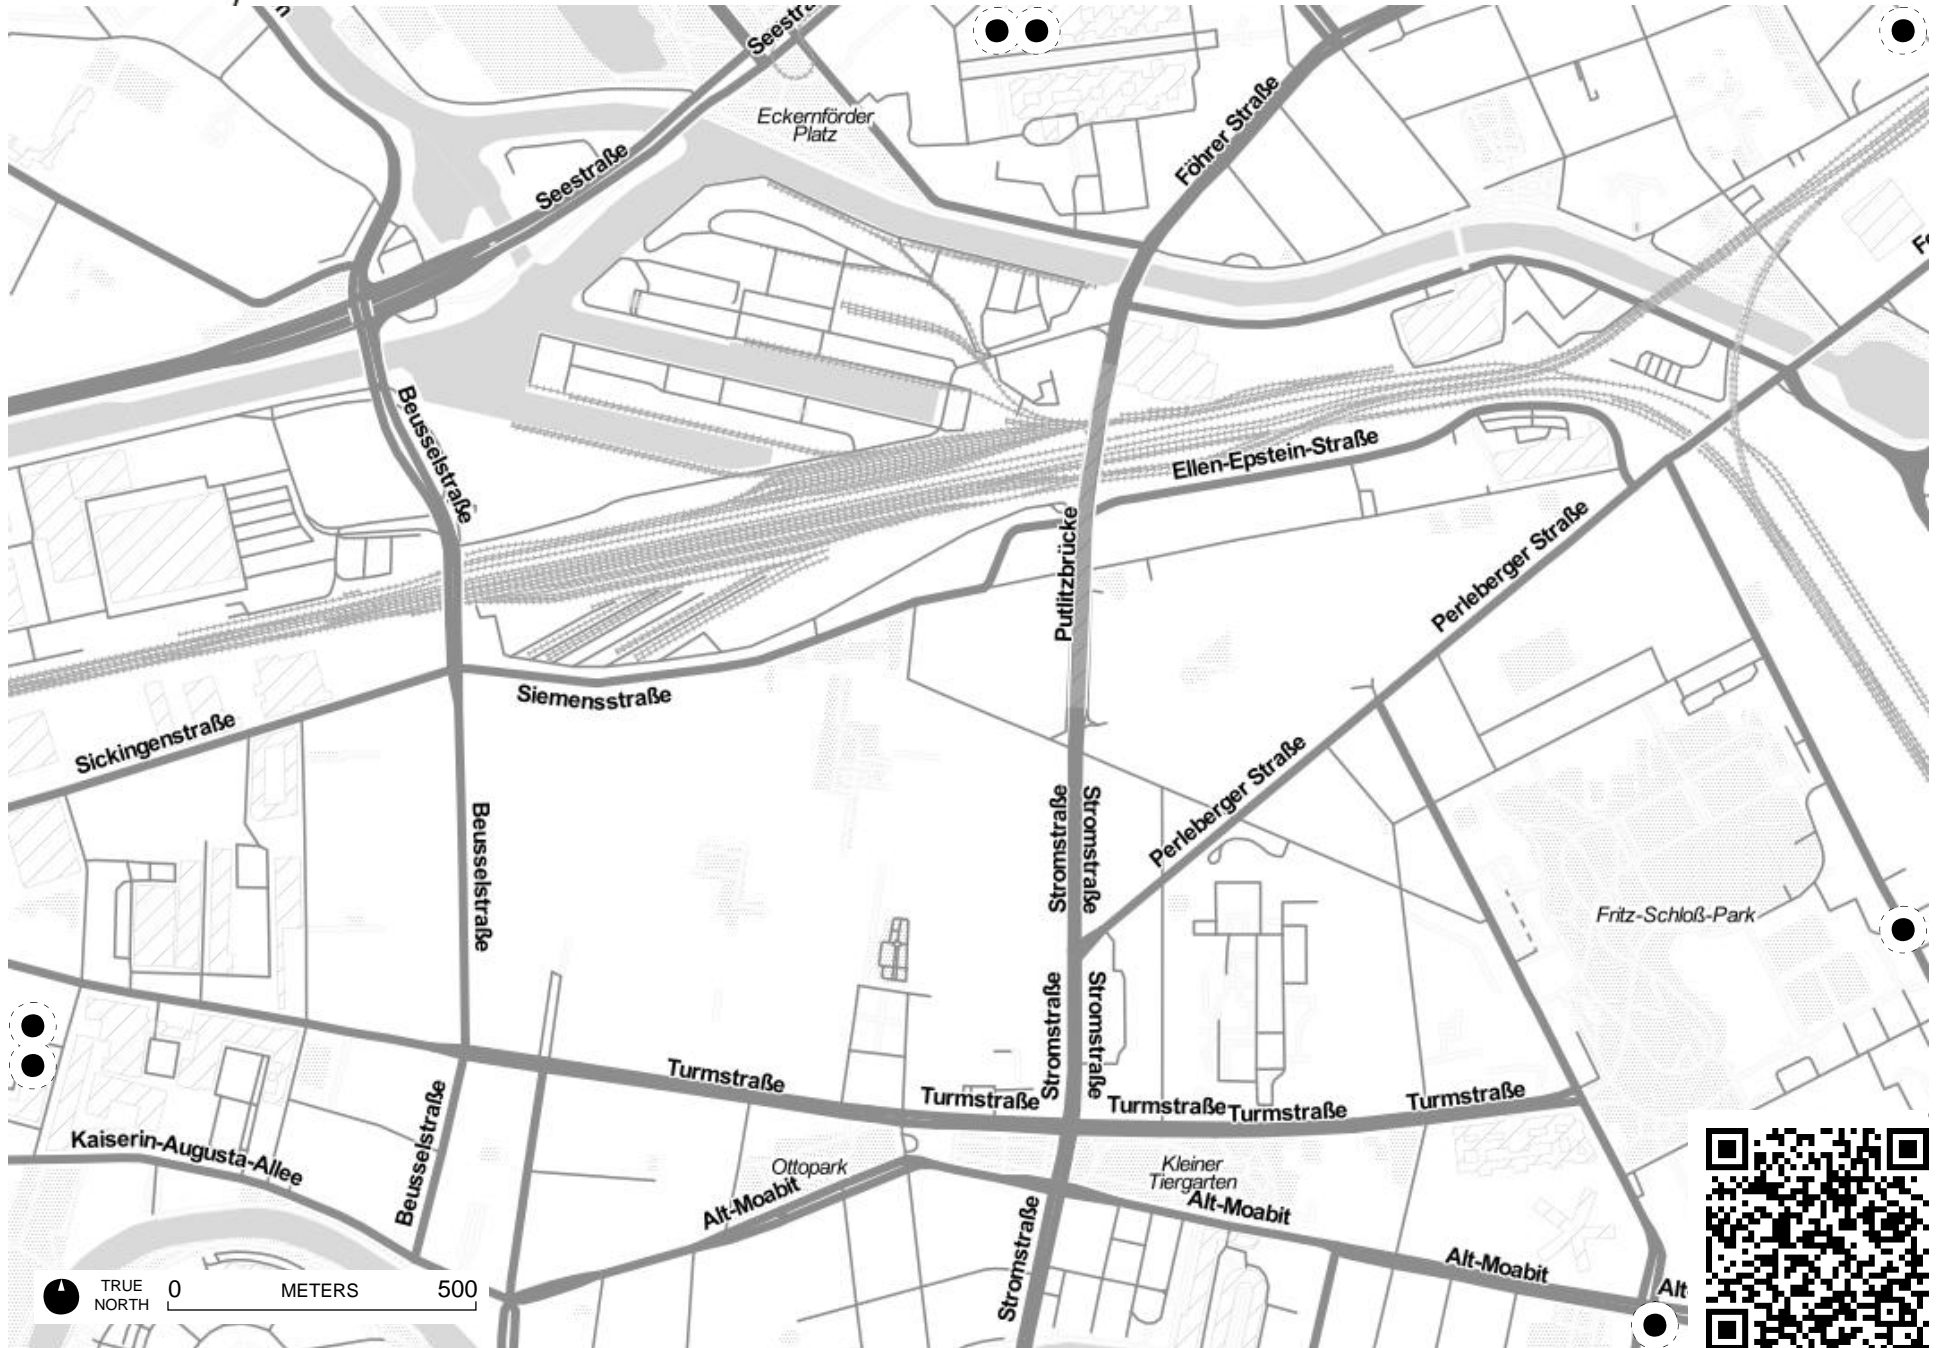 Seestra
Eckernförder
Platz
Föhrer Straße
Seestraße
Beusselstraße
Ellen-Epstein-Straße
Putlitzbrücke
Perleberger Straße
Siemensstraße
Sickingenstraße
Perleberger Straße
Beusselstraße
Stromstraße
Stromstraße
Fritz-Schloß-Park
Stromstraße
Stromstraße
Turmstraße
Turmstraße
Turmstraße
Turmstraße
Turmstraße
Kaiserin-Augusta-Allee
Beusselstraße
Ottopark
Kleiner
Tiergarten
Alt-Moabit
Alt-Moabit
Stromstraße
Alt-Moabit
Alt
TRUE
NORTH
0 METERS 500